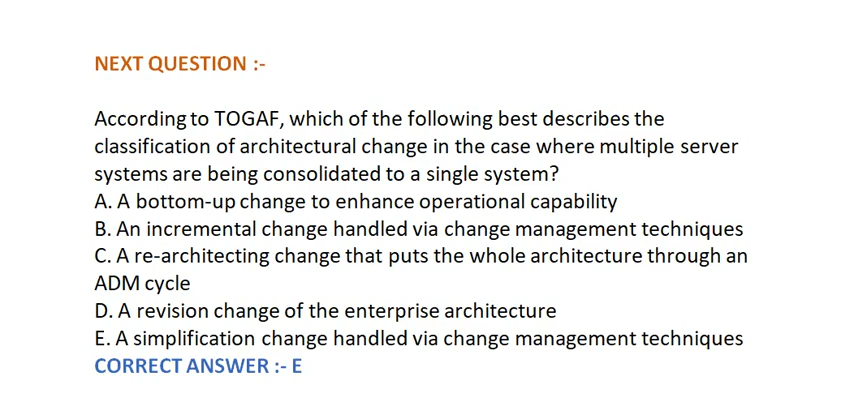 NEXT QUESTION :-
According to TOGAF, which of the following best describes the
classification of architectural change in the case where multiple server
systems are being consolidated to a single system?
A. A bottom-up change to enhance operational capability
B. An incremental change handled via change management techniques
C. A re-architecting change that puts the whole architecture through an
ADM cycle
D. A revision change of the enterprise architecture
E. A simplification change handled via change management techniques
CORRECT ANSWER :- E